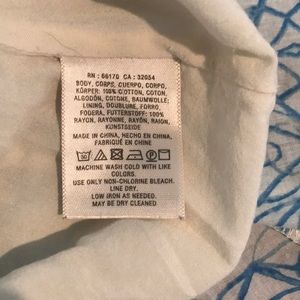 RN : 66170 CA : 32054
BODY, CORPS, CUERPO, CORPO,
KÖRPER: 100% COTTON, COTON,
ALGODÓN, COTONE, BAUMWOLLE;
LINING, DOUBLURE, FORRO,
FODERA, FUTTERSTOFF: 100%
RAYON, RAYONNE, RAYÓN, RAION,
KUNSTSEIDE
MADE IN CHINA, HECHO EN CHINA,
FABRIQUÉ EN CHINE
MACHINE WASH COLD WITH LIKE
COLORS.
USE ONLY NON-CHLORINE BLEACH.
LINE DRY.
LOW IRON AS NEEDED.
MAY BE DRY CLEANED